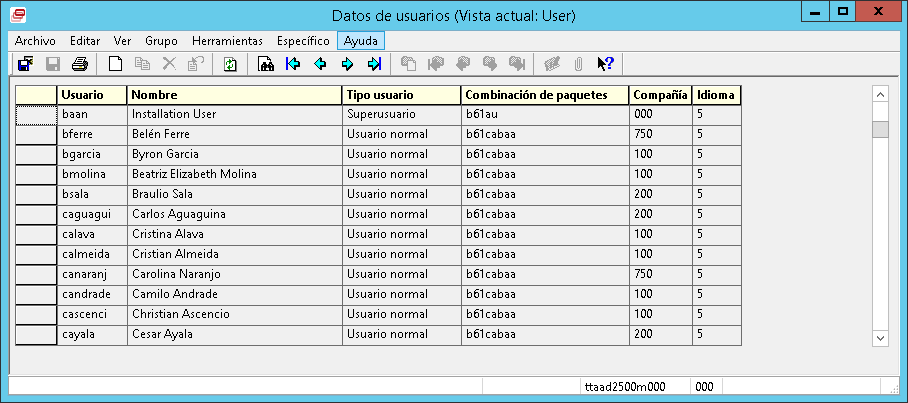 Datos de usuarios (Vista actual: User)
Archivo Editar Ver Grupo Herramientas Específico Ayuda
Usuario Nombre Tipo usuario Combinación de paquetes Compañía Idioma
baan Installation User Superusuario b61au 000 5
bferre Belén Ferre Usuario normal b61cabaa 750 5
bgarcia Byron Garcia Usuario normal b61cabaa 100 5
bmolina Beatriz Elizabeth Molina Usuario normal b61cabaa 100 5
bsala Braulio Sala Usuario normal b61cabaa 200 5
caguagui Carlos Aguaguina Usuario normal b61cabaa 200 5
calava Cristina Alava Usuario normal b61cabaa 100 5
calmeida Cristian Almeida Usuario normal b61cabaa 100 5
canaranj Carolina Naranjo Usuario normal b61cabaa 750 5
candrade Camilo Andrade Usuario normal b61cabaa 100 5
cascenci Christian Ascencio Usuario normal b61cabaa 100 5
cayala Cesar Ayala Usuario normal b61cabaa 200 5
ttaad2500m000 000